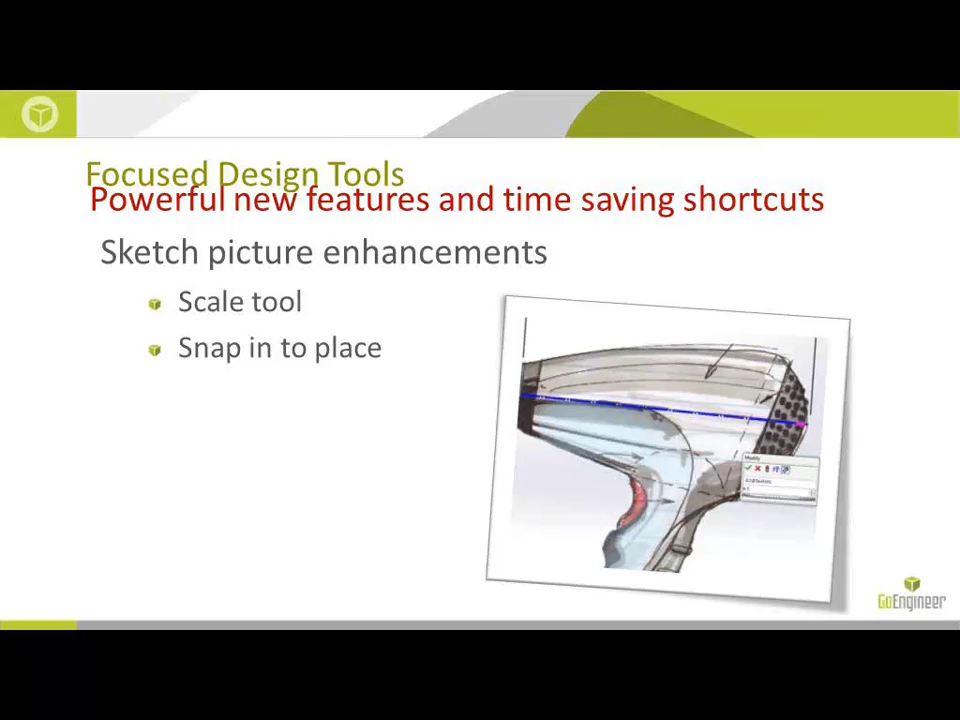 Focused Design Tools
Powerful new features and time saving shortcuts
Sketch picture enhancements
Scale tool
Snap in to place
Modify
GoEngineer